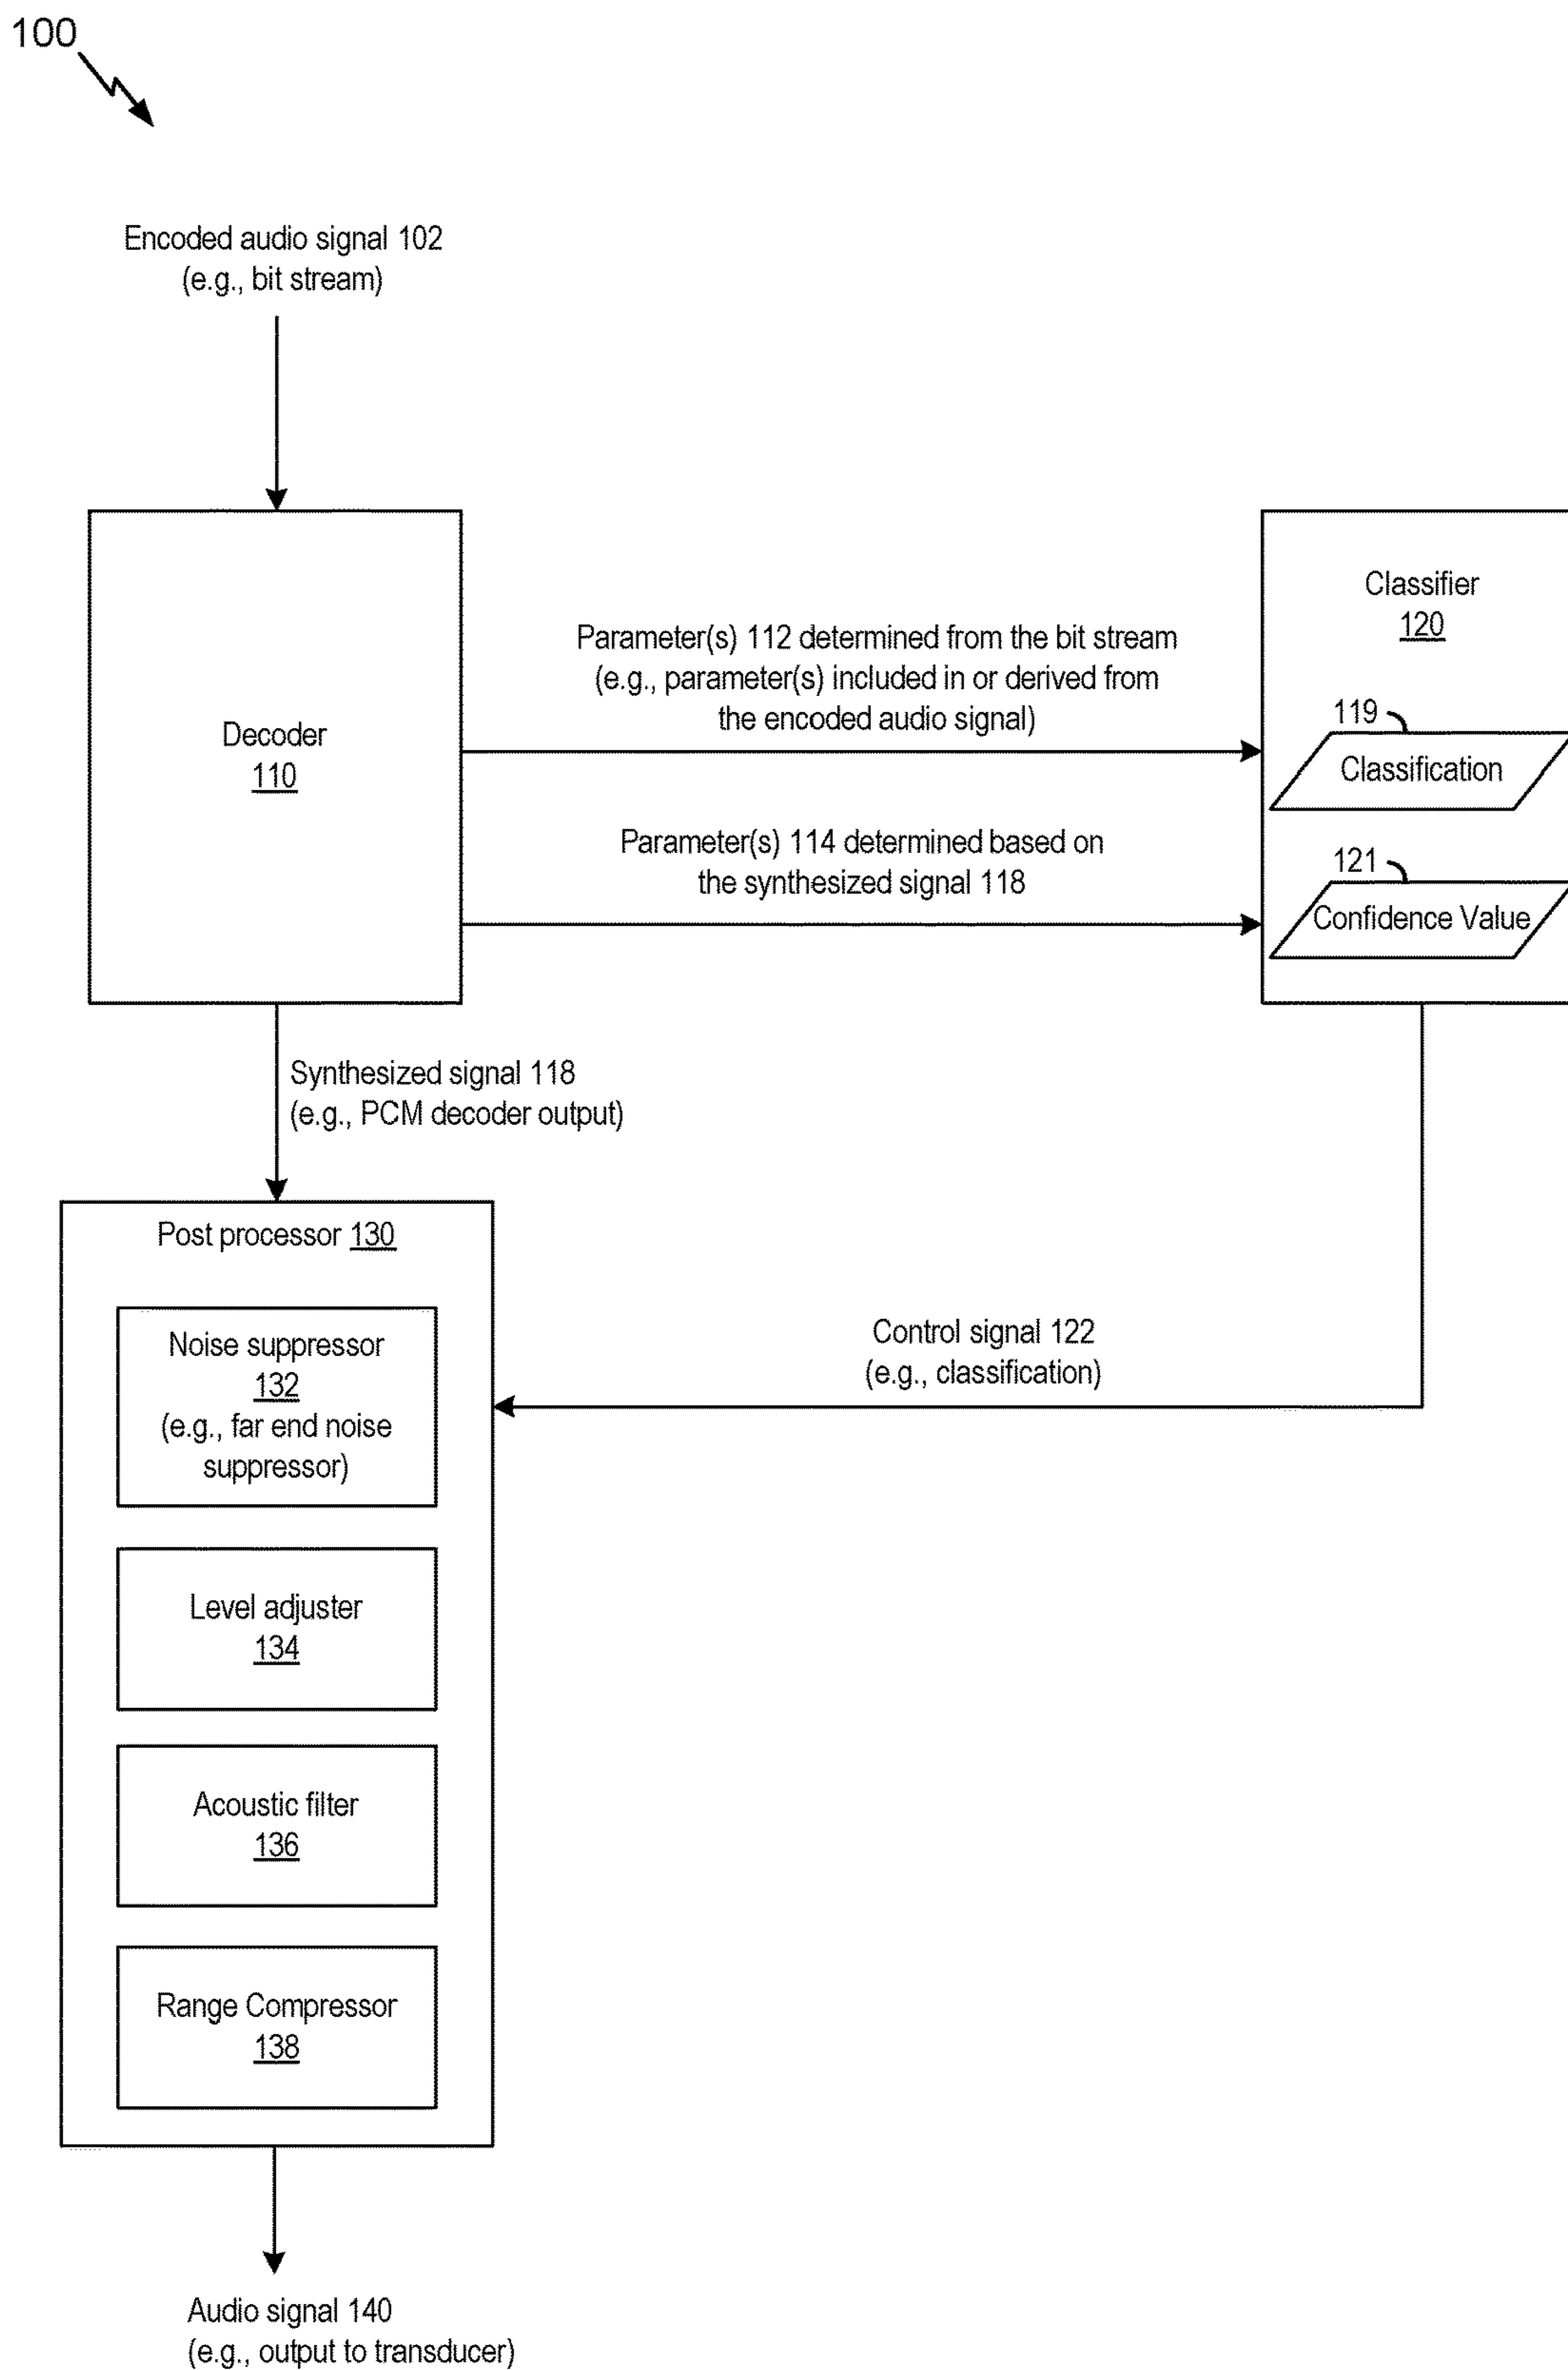 100
Encoded audio signal 102
(e.g., bit stream)
Decoder
110
Parameter(s) 112 determined from the bit stream
(e.g., parameter(s) included in or derived from
the encoded audio signal)
Parameter(s) 114 determined based on
the synthesized signal 118
Classifier
120
119
Classification
121
Confidence Value
Synthesized signal 118
(e.g., PCM decoder output)
Control signal 122
(e.g., classification)
Post processor 130
Noise suppressor
132
(e.g., far end noise
suppressor)
Level adjuster
134
Acoustic filter
136
Range Compressor
138
Audio signal 140
(e.g., output to transducer)